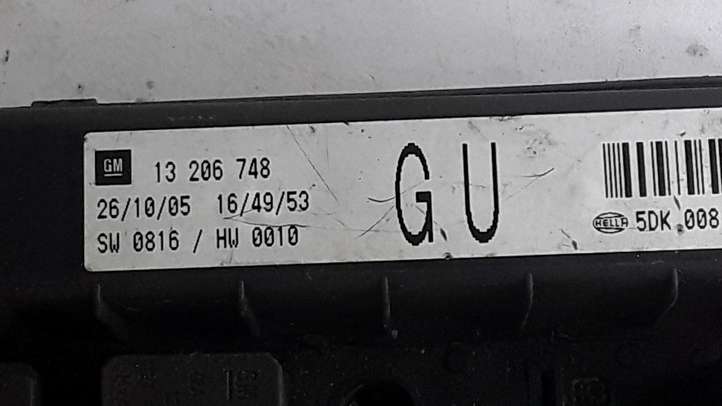 GM 13 206 748
26/10/05 16/49/53
SW 0816 / HW 0010
GU
HELLA 5DK 008